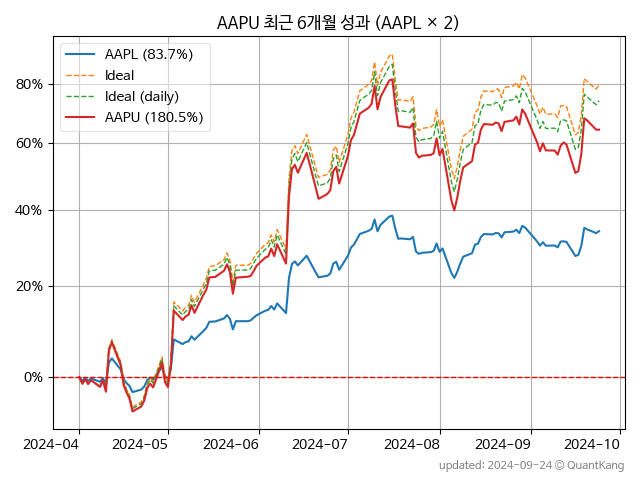 AAPU 최근 6개월 성과 (AAPL × 2)
AAPL (83.7%)
Ideal
Ideal (daily)
AAPU (180.5%)
80%
60%
40%
20%
0%
2024-04 2024-05 2024-06 2024-07 2024-08 2024-09 2024-10
updated: 2024-09-24 @ QuantKang